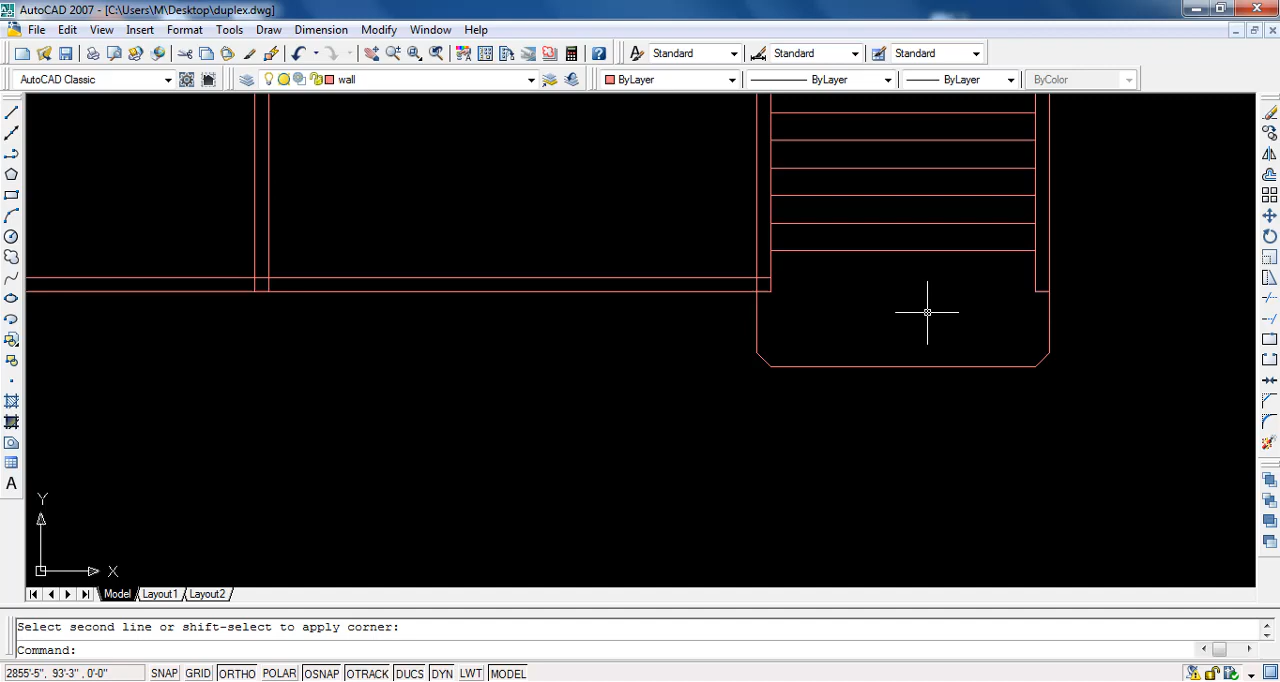 AutoCAD 2007 - [C:\Users\M\Desktop\duplex.dwg]
File Edit View Insert Format Tools Draw Dimension Modify Window Help
Standard Standard Standard
AutoCAD Classic wall ByLayer ByLayer ByLayer ByColor
A
Y
X
Model Layout1 Layout2
Select second line or shift-select to apply corner:
Command:
2855'-5", 93'-3" , 0'-0" SNAP GRID ORTHO POLAR OSNAP OTRACK DUCS DYN LWT MODEL